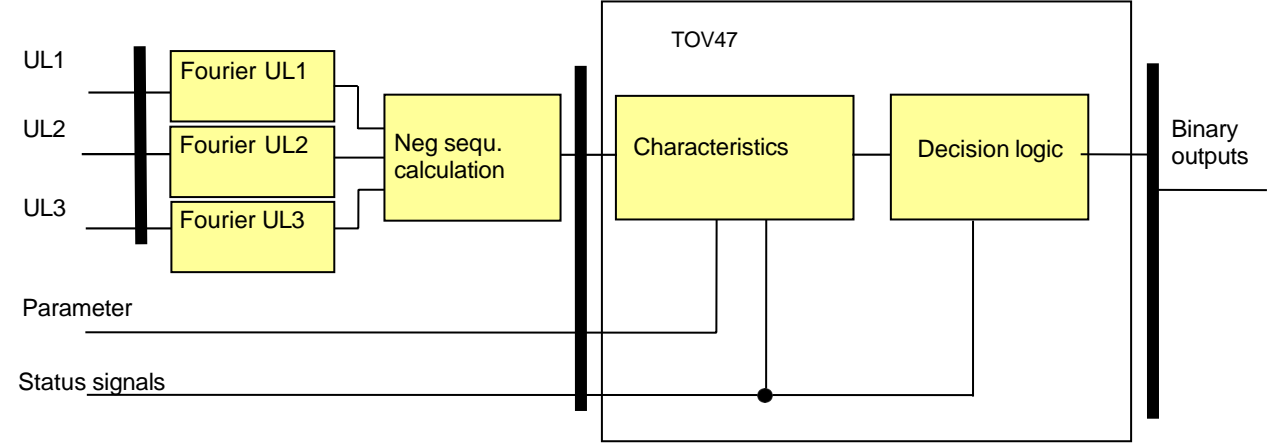 TOV47
UL1
Fourier UL1
UL2
Fourier UL2
Neg sequ.
calculation
Characteristics
Decision logic
Binary
outputs
UL3
Fourier UL3
Parameter
Status signals